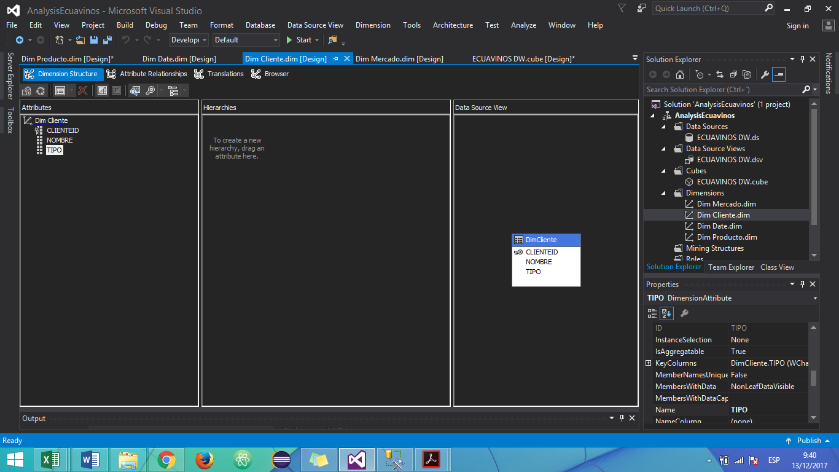 AnalysisEcuavinos - Microsoft Visual Studio
Quick Launch (Ctrl+Q)
File Edit View Project Build Debug Team Format Database Data Source View Dimension Tools Architecture Test Analyze Window Help
Sign in
Develop Default Start
Dim Producto.dim [Design]* Dim Date.dim [Design] Dim Cliente.dim [Design] Dim Mercado.dim [Design] ECUAVINOS DW.cube [Design]*
Dimension Structure Attribute Relationships Translations Browser
Server Explorer
Toolbox
Attributes
Dim Cliente
CLIENTEID
NOMBRE
TIPO
Hierarchies
To create a new
hierarchy, drag an
attribute here.
Data Source View
DimCliente
CLIENTEID
NOMBRE
TIPO
Output
Solution Explorer
Search Solution Explorer (Ctrl+')
Solution 'AnalysisEcuavinos' (1 project)
AnalysisEcuavinos
Data Sources
ECUAVINOS DW.ds
Data Source Views
ECUAVINOS DW.dsv
Cubes
ECUAVINOS DW.cube
Dimensions
Dim Mercado.dim
Dim Cliente.dim
Dim Date.dim
Dim Producto.dim
Mining Structures
Roles
Solution Explorer Team Explorer Class View
Notifications
Properties
TIPO DimensionAttribute
ID TIPO
InstanceSelection None
IsAggregatable True
KeyColumns DimCliente.TIPO (WCha
MemberNamesUnique False
MembersWithData NonLeafDataVisible
MembersWithDataCap
Name TIPO
NameColumn (none)
Ready
Publish
ESP
9:40
13/12/2017